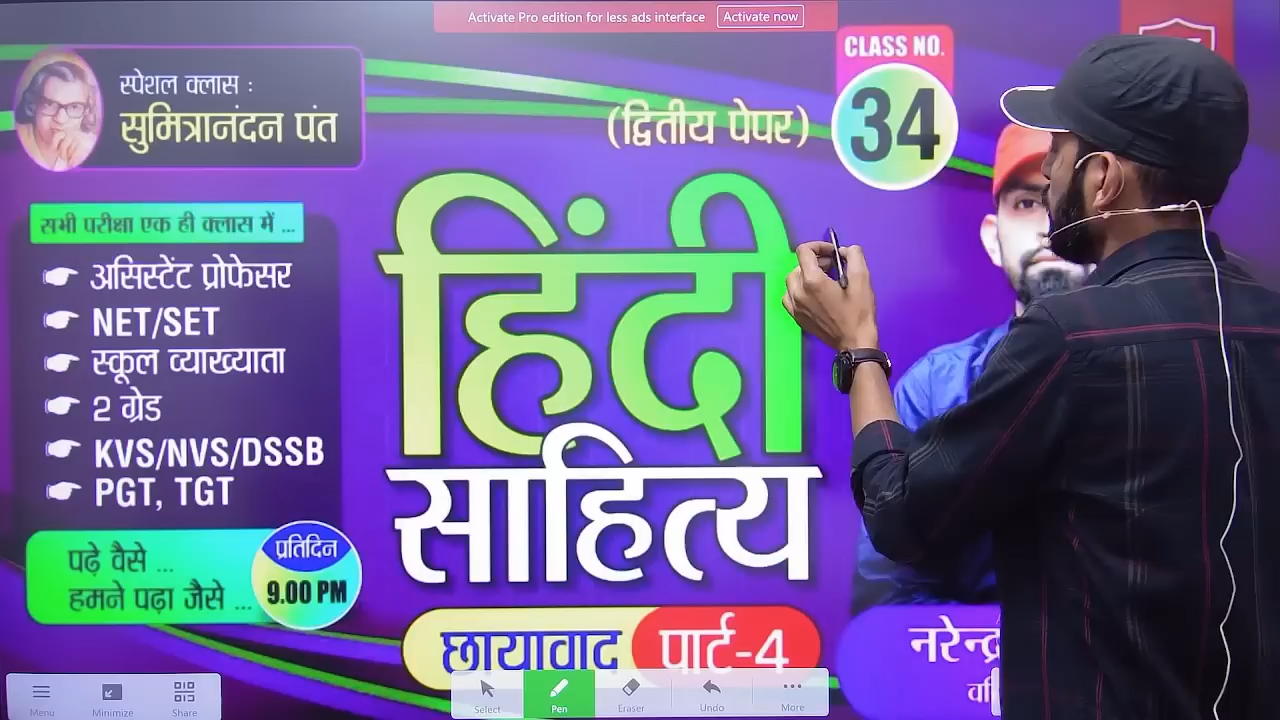 Activate Pro edition for less ads interface
Activate now
स्पेशल क्लास :
सुमित्रानंदन पंत
(द्वितीय पेपर)
CLASS NO.
34
हिंदी
साहित्य
छायावाद पार्ट-4
सभी परीक्षा एक ही क्लास में ...
असिस्टेंट प्रोफेसर
NET/SET
स्कूल व्याख्याता
2 ग्रेड
KVS/NVS/DSSB
PGT, TGT
पढ़े वैसे ...
हमने पढ़ा जैसे ...
प्रतिदिन
9.00 PM
नरेन्द्र
Menu
Minimize
Share
Select
Pen
Eraser
Undo
More